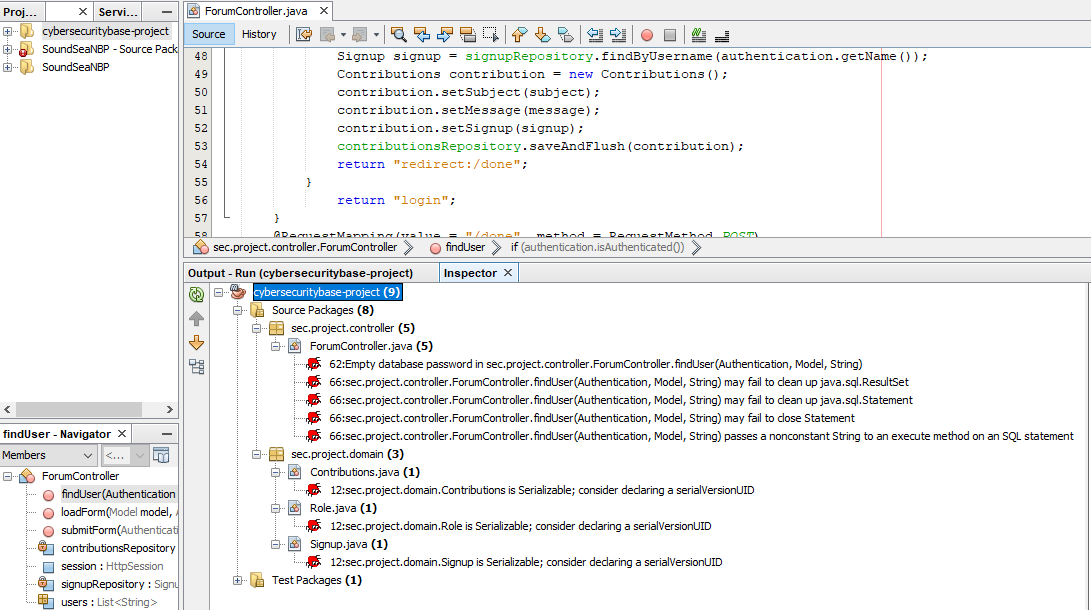 Proj...
Servi...
cybersecuritybase-project
SoundSeaNBP - Source Pack
SoundSeaNBP
ForumController.java
Source
History
48 Signup signup = signupRepository.findByUsername(authentication.getName());
49 Contributions contribution = new Contributions();
50 contribution.setSubject(subject);
51 contribution.setMessage(message);
52 contribution.setSignup(signup);
53 contributionsRepository.saveAndFlush(contribution);
54 return "redirect:/done";
55 }
56 return "login";
57 }
58 @RequestMapping(value = "/done", method = RequestMethod.POST)
sec.project.controller.ForumController
findUser
if (authentication.isAuthenticated())
Output - Run (cybersecuritybase-project)
Inspector
cybersecuritybase-project (9)
Source Packages (8)
sec.project.controller (5)
ForumController.java (5)
62:Empty database password in sec.project.controller.ForumController.findUser(Authentication, Model, String)
66:sec.project.controller.ForumController.findUser(Authentication, Model, String) may fail to clean up java.sql.ResultSet
66:sec.project.controller.ForumController.findUser(Authentication, Model, String) may fail to clean up java.sql.Statement
66:sec.project.controller.ForumController.findUser(Authentication, Model, String) may fail to close Statement
66:sec.project.controller.ForumController.findUser(Authentication, Model, String) passes a nonconstant String to an execute method on an SQL statement
sec.project.domain (3)
Contributions.java (1)
12:sec.project.domain.Contributions is Serializable; consider declaring a serialVersionUID
Role.java (1)
12:sec.project.domain.Role is Serializable; consider declaring a serialVersionUID
Signup.java (1)
12:sec.project.domain.Signup is Serializable; consider declaring a serialVersionUID
Test Packages (1)
findUser - Navigator
Members
<...
ForumController
findUser(Authentication
loadForm(Model model, A
submitForm(Authenticati
contributionsRepository
session : HttpSession
signupRepository : Signu
users : List<String>